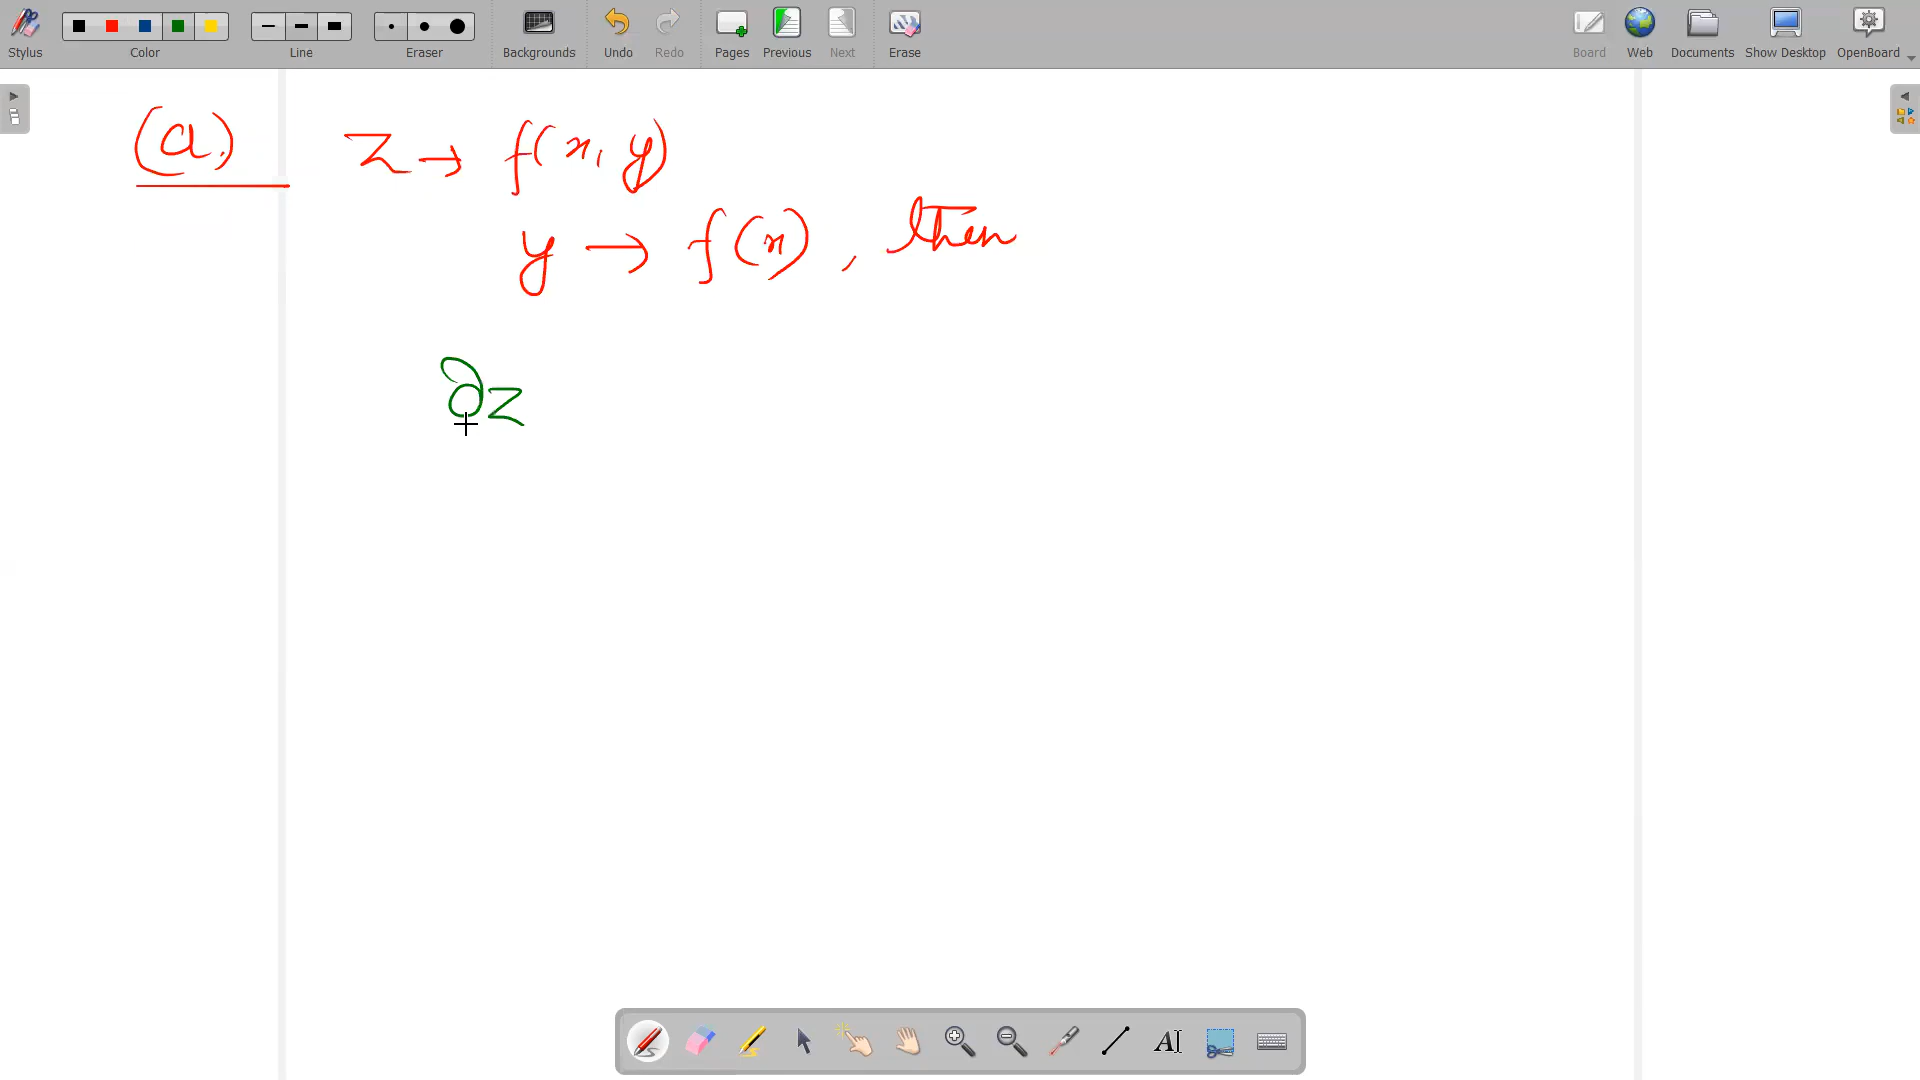 Stylus Color Line Eraser Backgrounds Undo Redo Pages Previous Next Erase Board Web Documents Show Desktop OpenBoard
(a.) z → f(x, y)
y → f(x), then
∂z